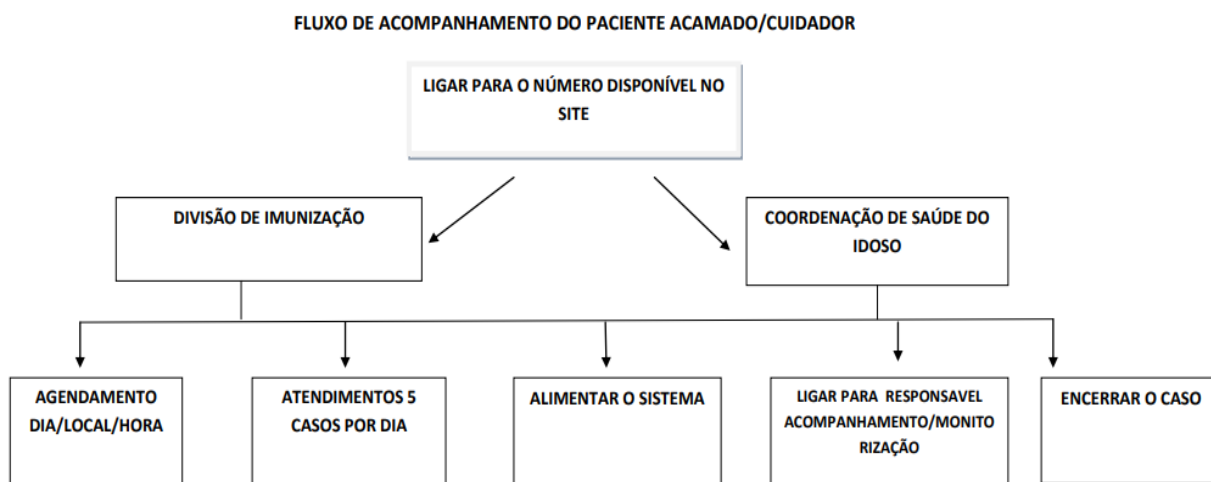 FLUXO DE ACOMPANHAMENTO DO PACIENTE ACAMADO/CUIDADOR
LIGAR PARA O NÚMERO DISPONÍVEL NO
SITE
DIVISÃO DE IMUNIZAÇÃO
COORDENAÇÃO DE SAÚDE DO
IDOSO
AGENDAMENTO
DIA/LOCAL/HORA
ATENDIMENTOS 5
CASOS POR DIA
ALIMENTAR O SISTEMA
LIGAR PARA RESPONSAVEL
ACOMPANHAMENTO/MONITO
RIZAÇÃO
ENCERRAR O CASO